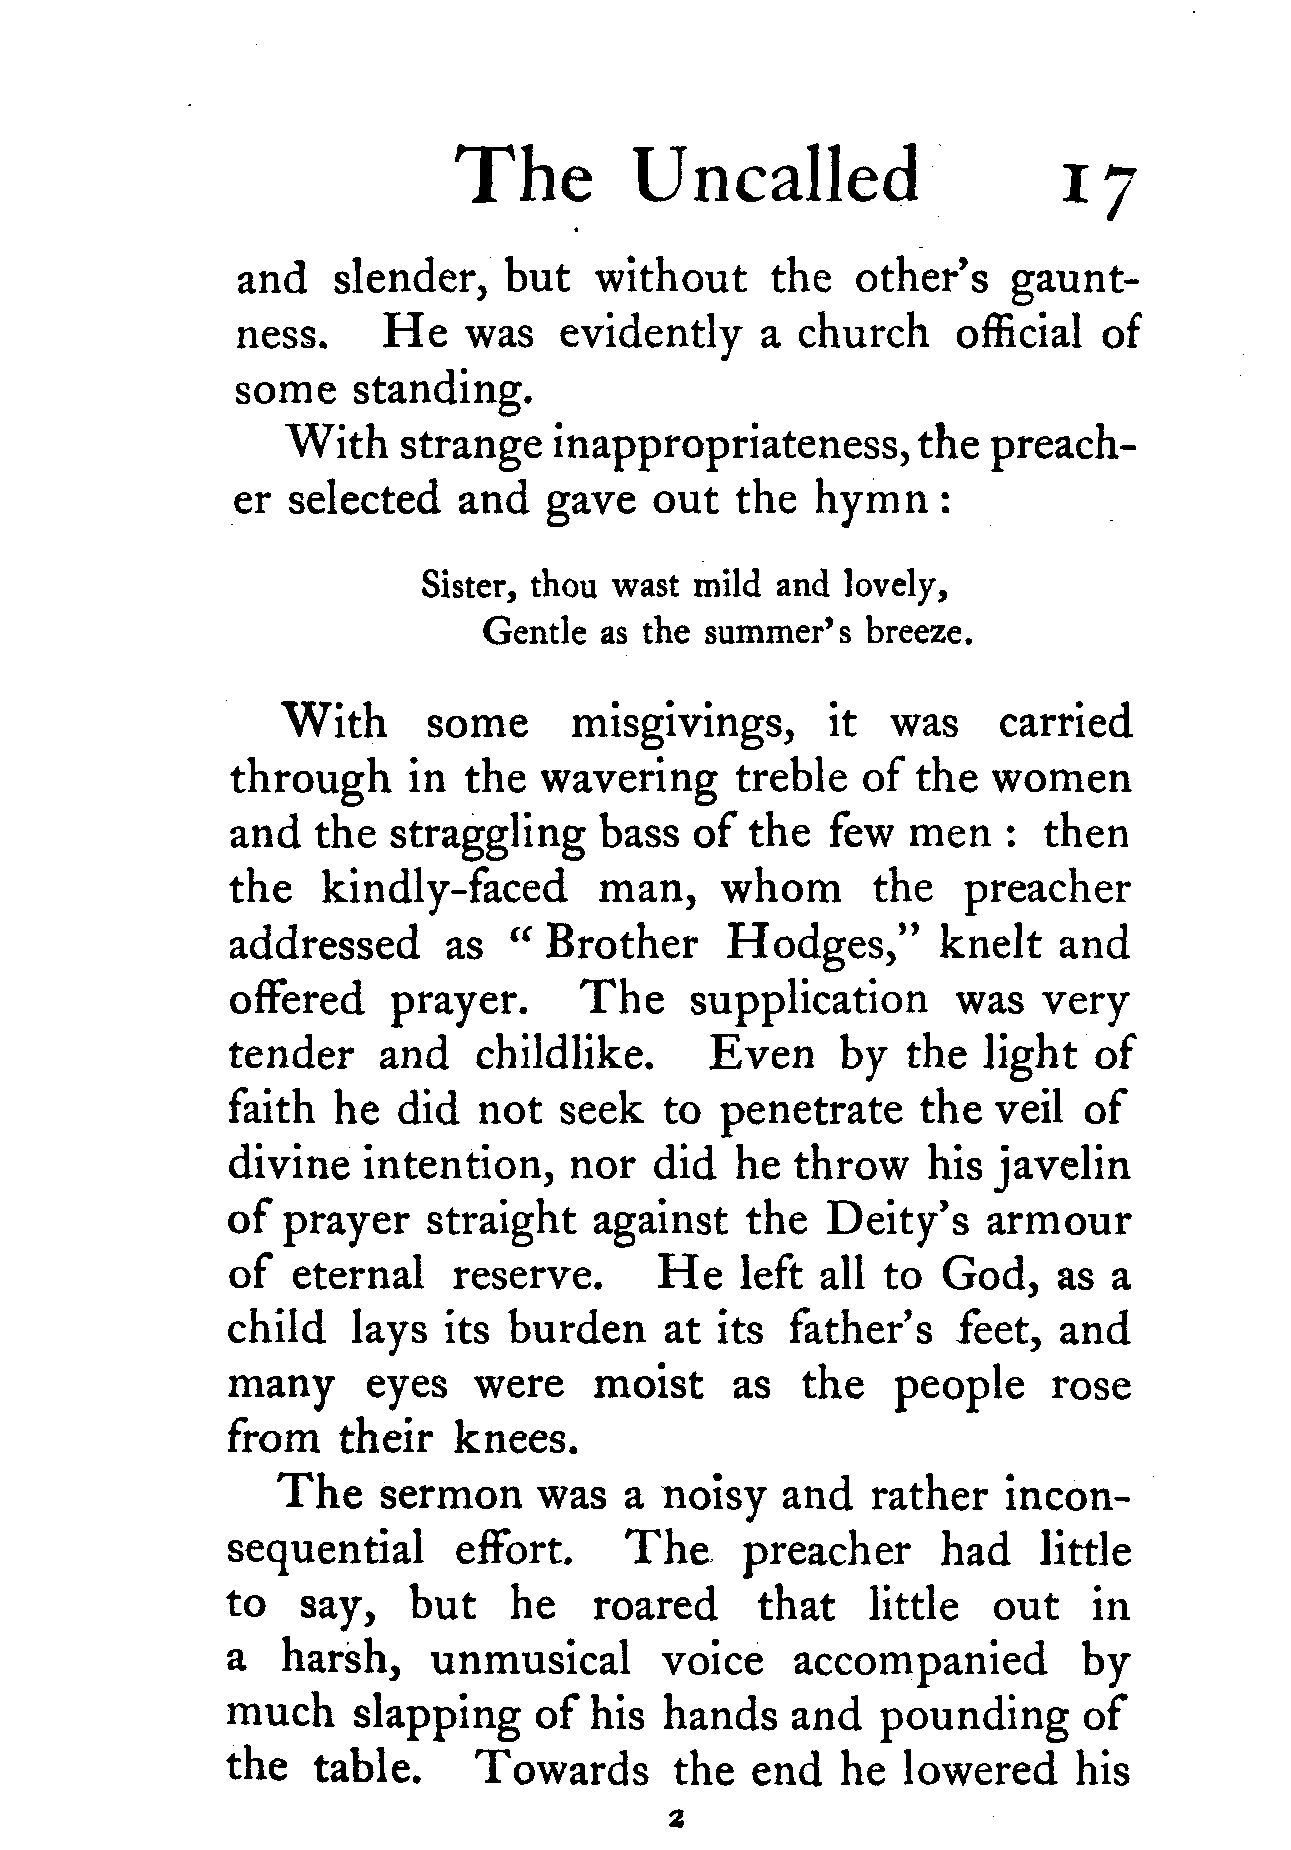 The Uncalled 17
and slender, but without the other's gaunt-
ness. He was evidently a church official of
some standing.
With strange inappropriateness, the preach-
er selected and gave out the hymn :
Sister, thou wast mild and lovely,
Gentle as the summer's breeze.
With some misgivings, it was carried
through in the wavering treble of the women
and the straggling bass of the few men : then
the kindly-faced man, whom the preacher
addressed as “ Brother Hodges,” knelt and
offered prayer. The supplication was very
tender and childlike. Even by the light of
faith he did not seek to penetrate the veil of
divine intention, nor did he throw his javelin
of prayer straight against the Deity's armour
of eternal reserve. He left all to God, as a
child lays its burden at its father's feet, and
many eyes were moist as the people rose
from their knees.
The sermon was a noisy and rather incon-
sequential effort. The preacher had little
to say, but he roared that little out in
a harsh, unmusical voice accompanied by
much slapping of his hands and pounding of
the table. Towards the end he lowered his
2